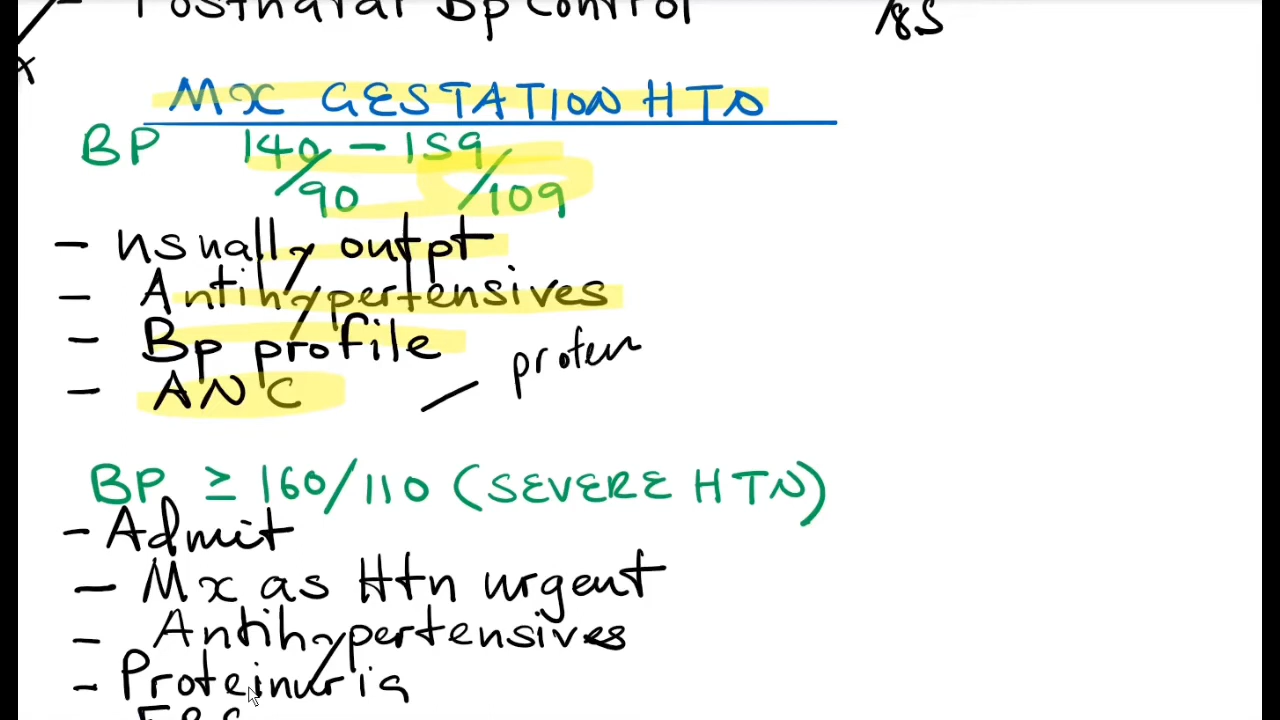 - Postnatal Bp control
/85
MX GESTATION HTN
BP 140/90 - 159/109
- usually outpt
- Antihypertensives
- Bp profile
- ANC / protein
BP ≥ 160/110 (SEVERE HTN)
- Admit
- Mx as Htn urgent
- Antihypertensives
- Proteinuria